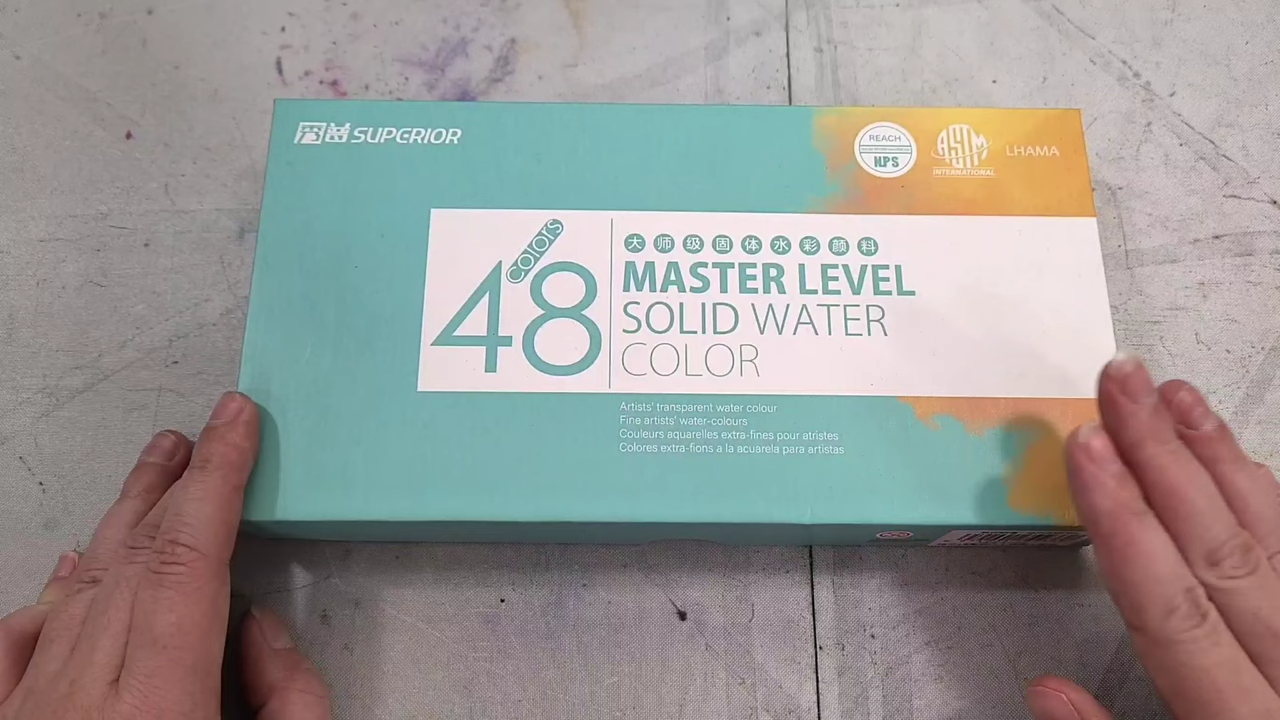 SUPERIOR
REACH
NPS
ASTM
INTERNATIONAL
LHAMA
48
colors
大师级固体水彩颜料
MASTER LEVEL
SOLID WATER
COLOR
Artists' transparent water colour
Fine artists' water-colours
Couleurs aquarelles extra-fines pour atristes
Colores extra-fions a la acuarela para artistas